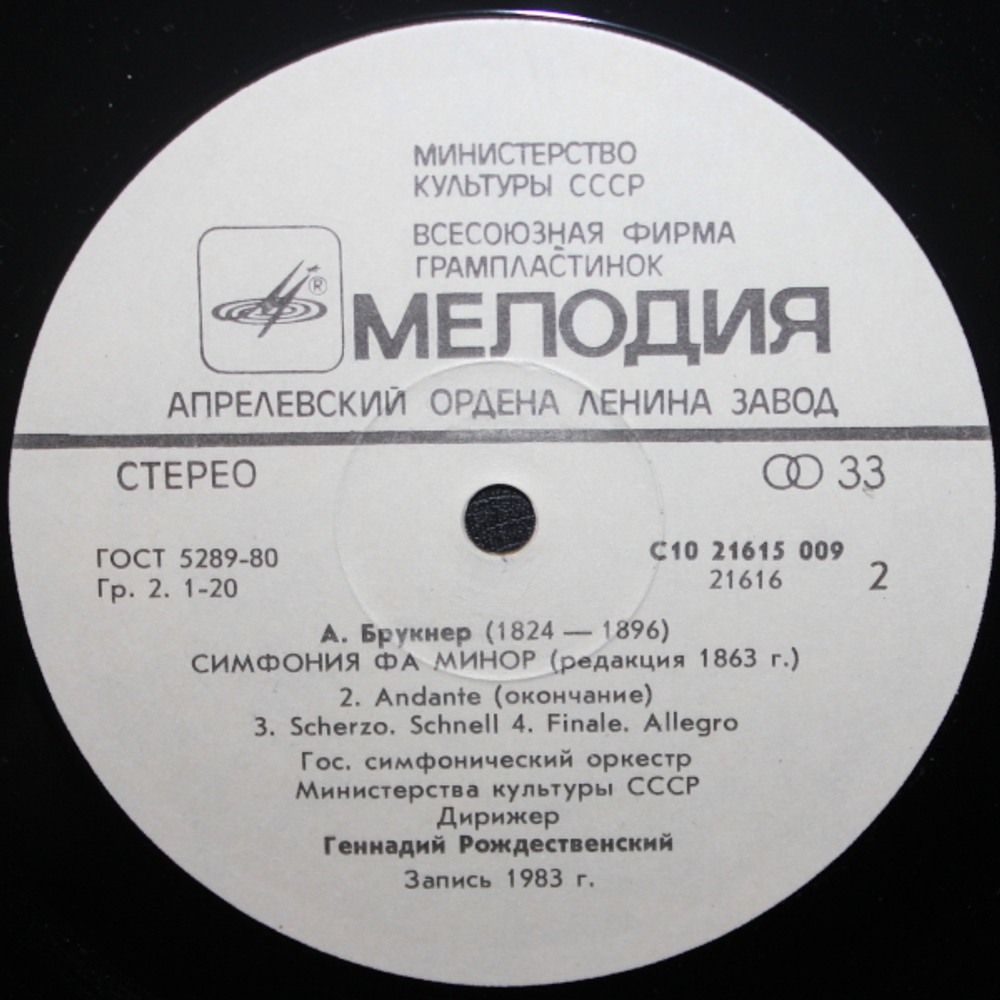 МИНИСТЕРСТВО
КУЛЬТУРЫ СССР
ВСЕСОЮЗНАЯ ФИРМА
ГРАМПЛАСТИНОК
®
МЕЛОДИЯ
АПРЕЛЕВСКИЙ ОРДЕНА ЛЕНИНА ЗАВОД
СТЕРЕО
33
ГОСТ 5289-80
Гр. 2. 1-20
С10 21615 009
21616
2
А. Брукнер (1824 — 1896)
СИМФОНИЯ ФА МИНОР (редакция 1863 г.)
2. Andante (окончание)
3. Scherzo. Schnell 4. Finale. Allegro
Гос. симфонический оркестр
Министерства культуры СССР
Дирижер
Геннадий Рождественский
Запись 1983 г.